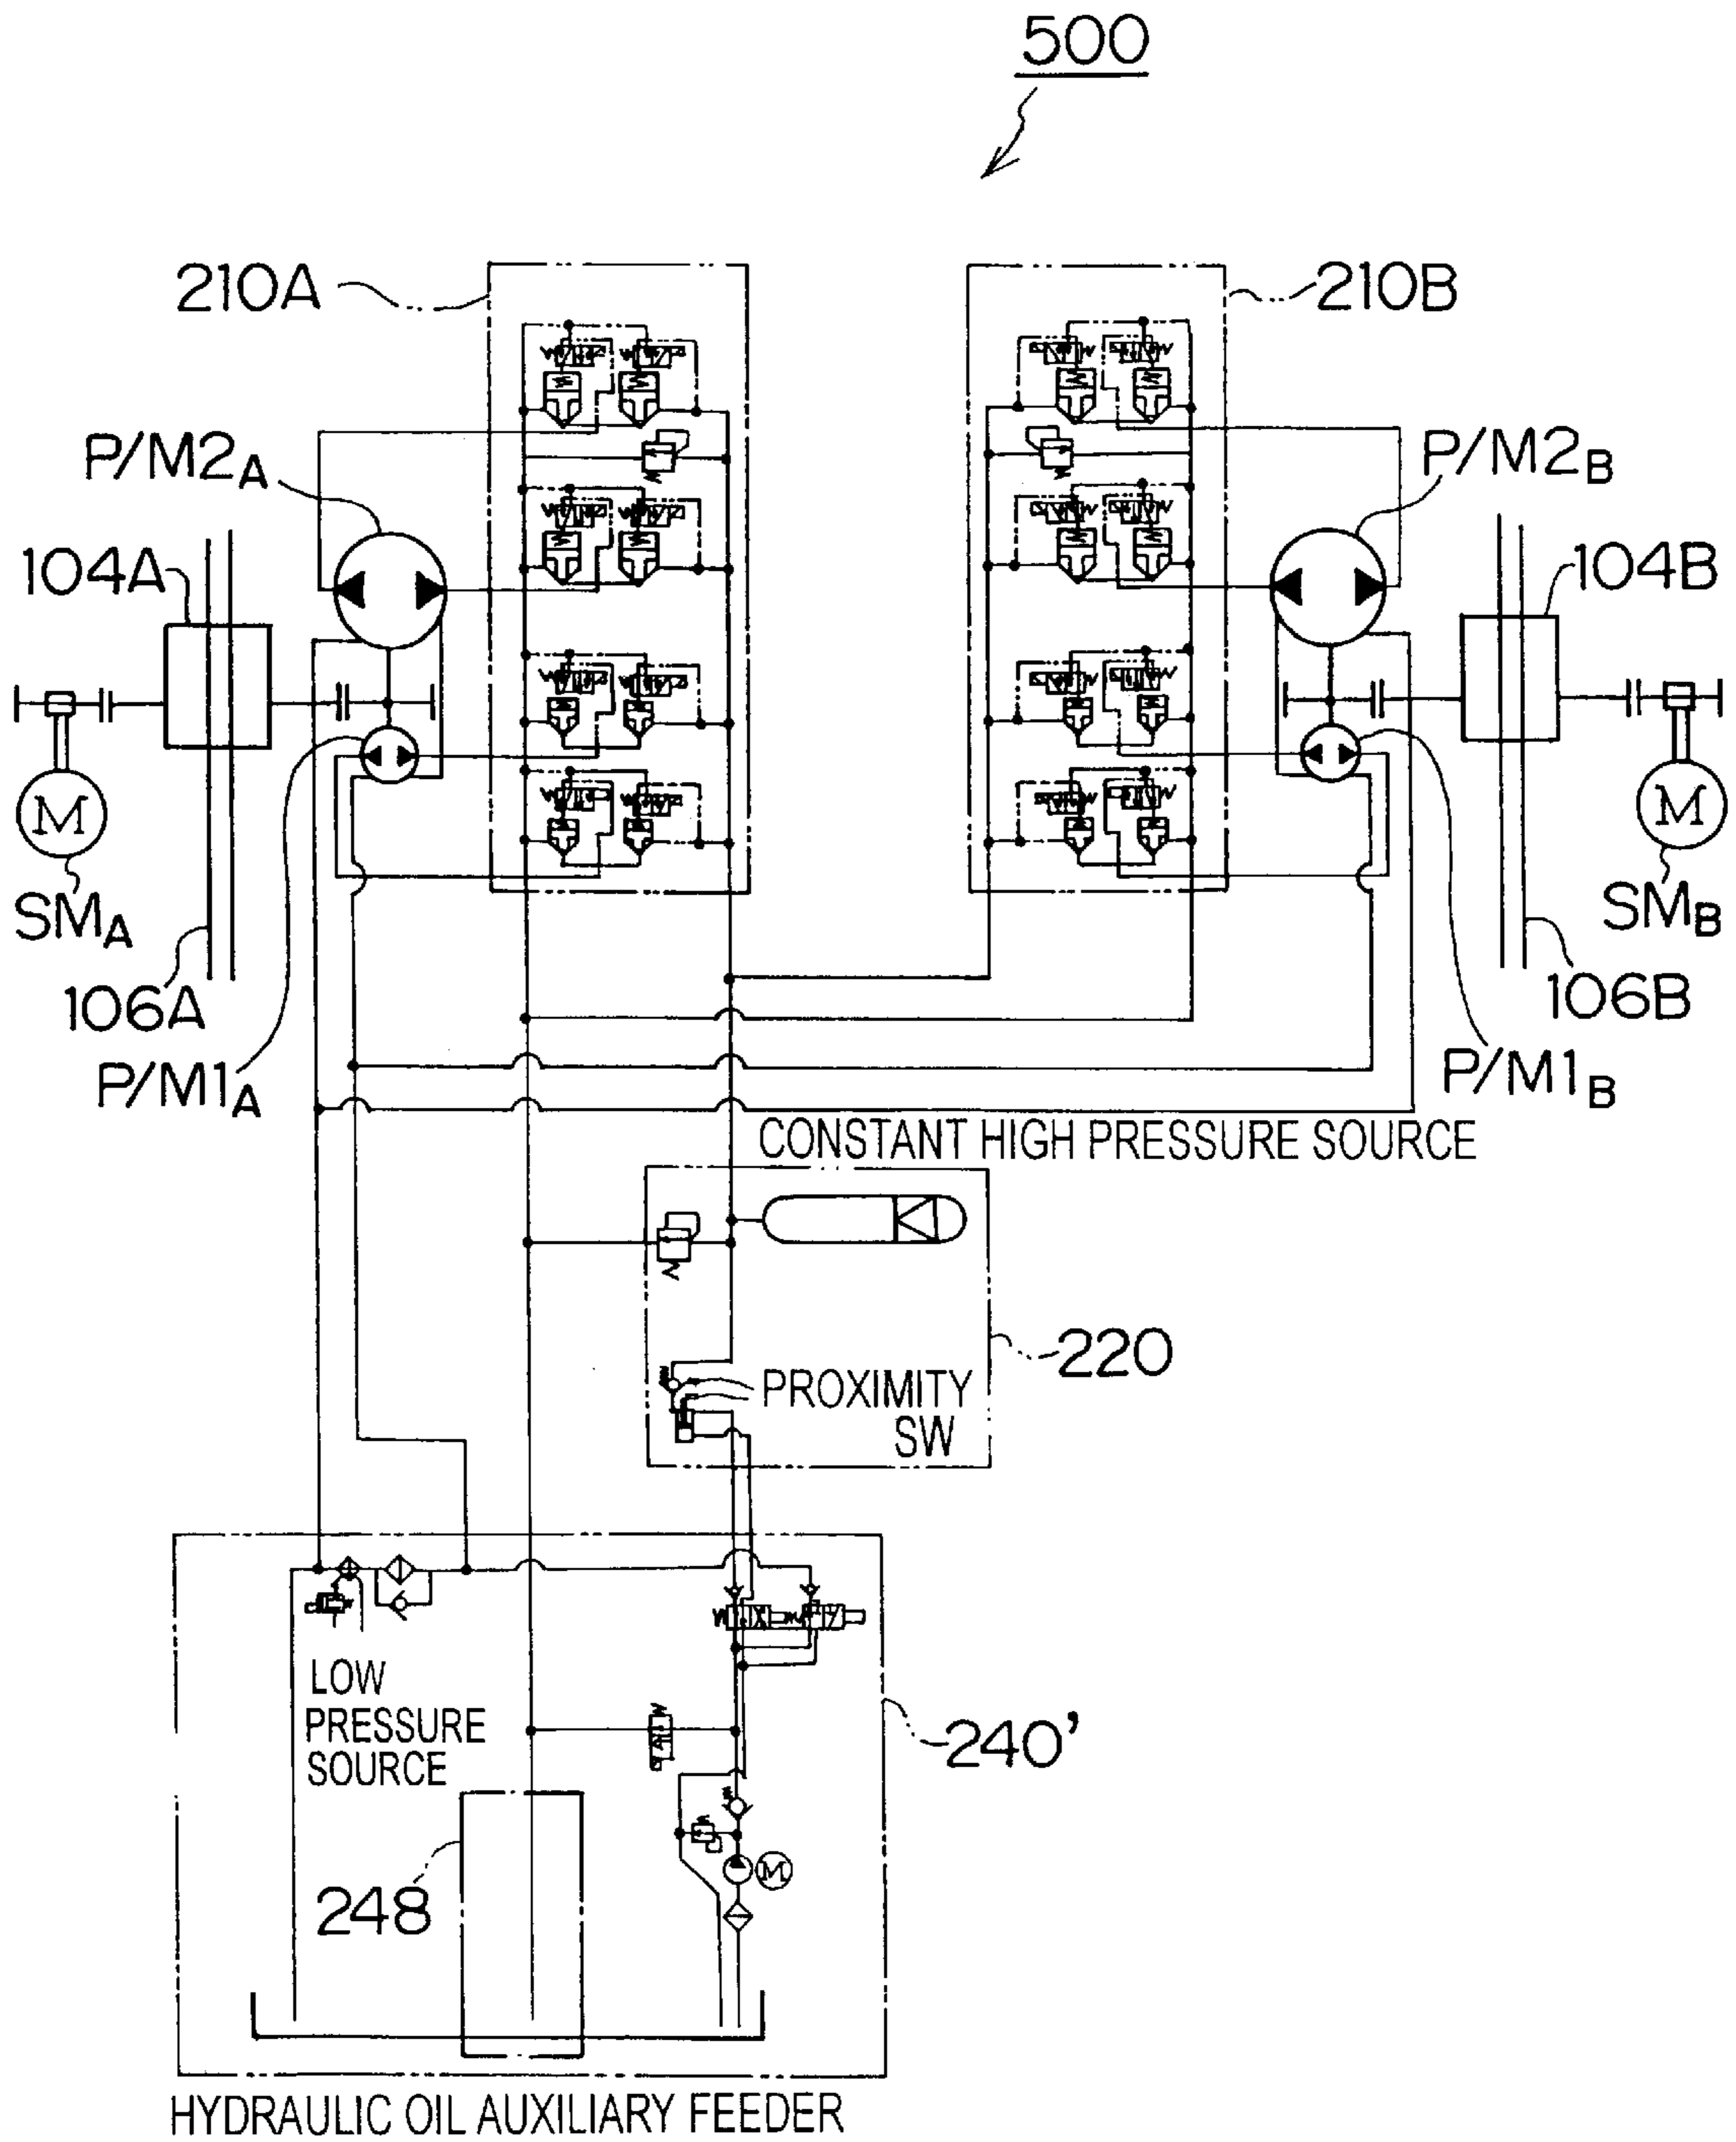 500
210A
210B
P/M2A
P/M2B
104A
104B
M
M
SMA
SMB
106A
106B
P/M1A
P/M1B
CONSTANT HIGH PRESSURE SOURCE
220
PROXIMITY
SW
LOW
PRESSURE
SOURCE
240'
M
248
HYDRAULIC OIL AUXILIARY FEEDER